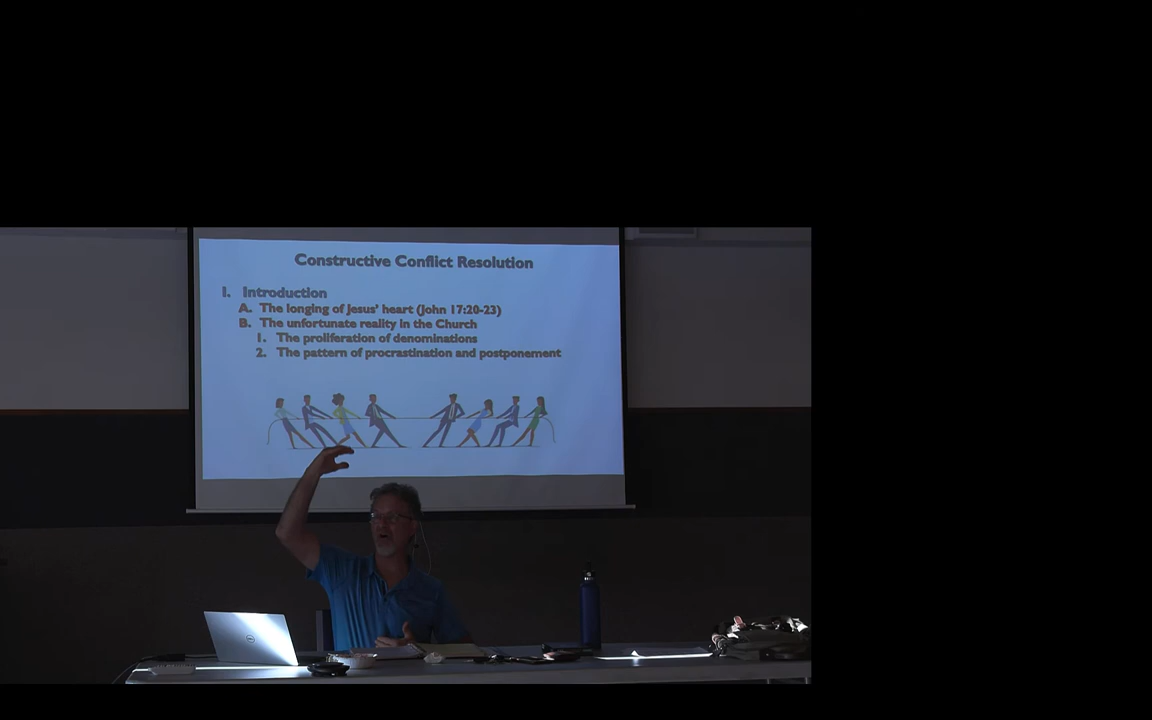 Constructive Conflict Resolution
I. Introduction
A. The longing of Jesus' heart (John 17:20-23)
B. The unfortunate reality in the Church
1. The proliferation of denominations
2. The pattern of procrastination and postponement
DELL